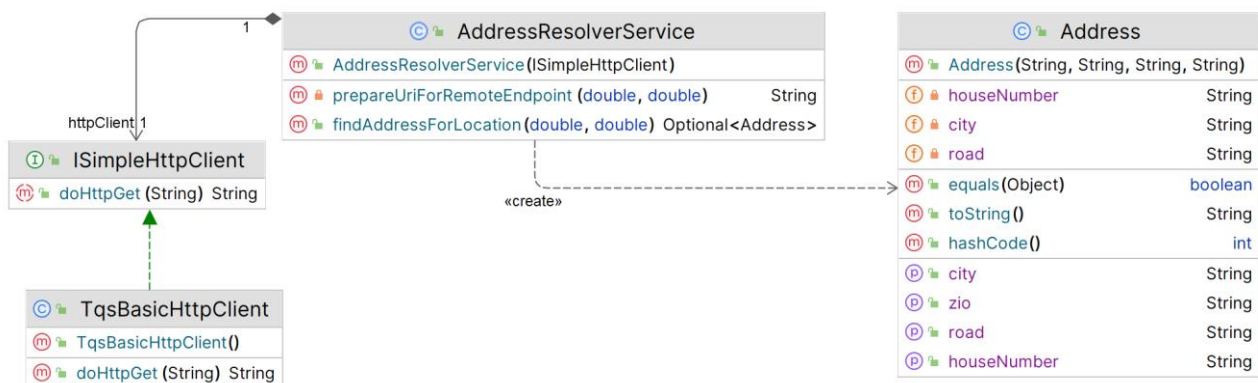 1
AddressResolverService
AddressResolverService(ISimpleHttpClient)
prepareUriForRemoteEndpoint (double, double) String
findAddressForLocation(double, double) Optional<Address>
httpClient 1
ISimpleHttpClient
doHttpGet (String) String
«create»
TqsBasicHttpClient
TqsBasicHttpClient()
doHttpGet (String) String
Address
Address(String, String, String, String)
houseNumber String
city String
road String
equals(Object) boolean
toString() String
hashCode() int
city String
zio String
road String
houseNumber String